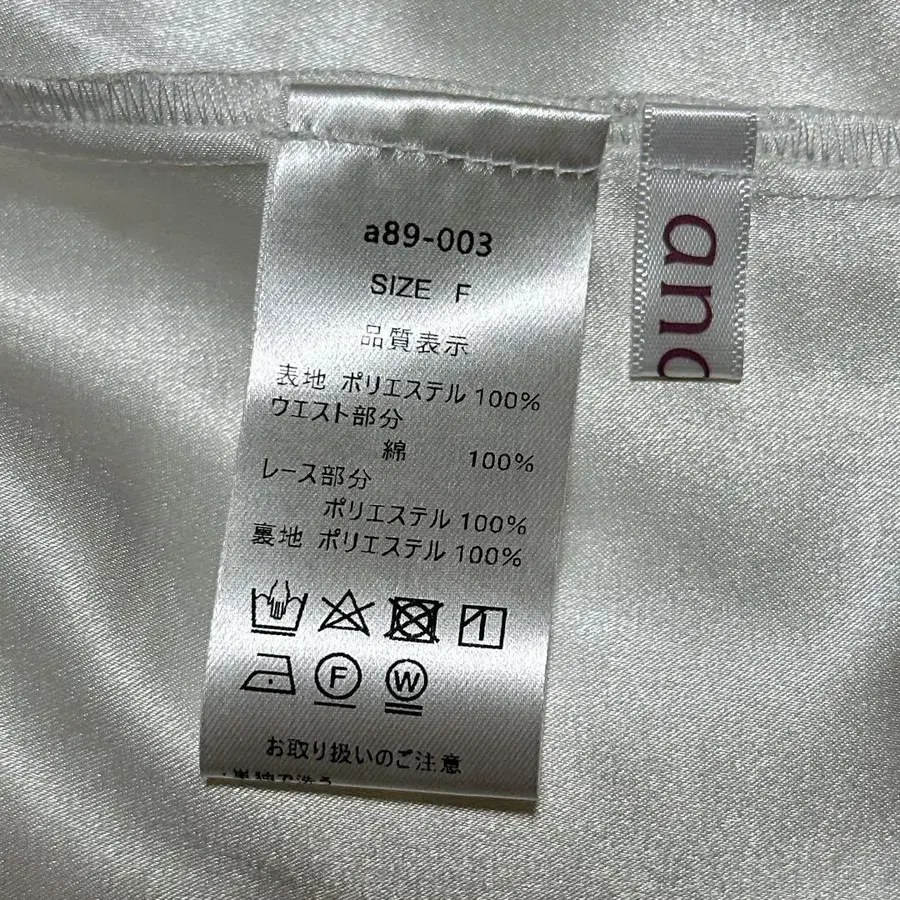 a89-003
SIZE F
品質表示
表地 ポリエステル 100%
ウエスト部分
綿 100%
レース部分
ポリエステル 100%
裏地 ポリエステル 100%
F W
お取り扱いのご注意
and